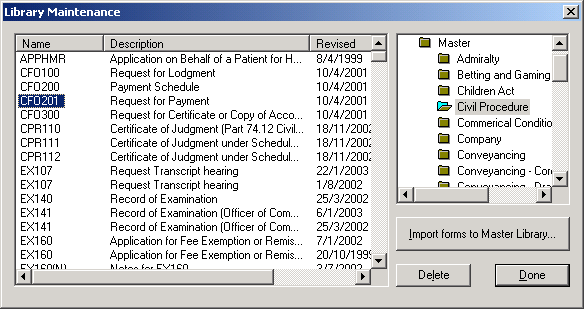 Library Maintenance
Name Description Revised
APPHMR Application on Behalf of a Patient for H... 8/4/1999
CFO100 Request for Lodgment 10/4/2001
CFO200 Payment Schedule 10/4/2001
CFO201 Request for Payment 10/4/2001
CFO300 Request for Certificate or Copy of Acco... 10/4/2001
CPR110 Certificate of Judgment (Part 74.12 Civil... 18/11/2002
CPR111 Certificate of Judgment under Schedul... 18/11/2002
CPR112 Certificate of Judgment under Schedul... 18/11/2002
EX107 Request Transcript hearing 22/1/2003
EX107 Request Transcript hearing 1/8/2002
EX140 Record of Examination 25/3/2002
EX141 Record of Examination (Officer of Com... 6/1/2003
EX141 Record of Examination (Officer of Com... 25/3/2002
EX160 Application for Fee Exemption or Remis... 7/1/2002
EX160 Application for Fee Exemption or Remis... 20/10/1999
EX160(N) Notes for EX160 3/7/2002
Master
Admiralty
Betting and Gaming
Children Act
Civil Procedure
Commerical Conditio
Company
Conveyancing
Conveyancing - Com
Conveyancing - Dra
Import forms to Master Library...
Delete Done